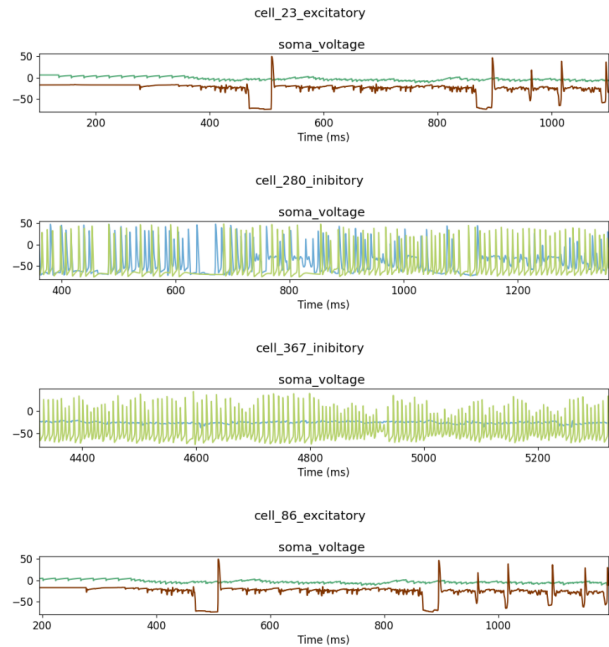 cell_23_excitatory
soma_voltage
50
0
−50
200 400 600 800 1000
Time (ms)
cell_280_inibitory
soma_voltage
50
0
−50
400 600 800 1000 1200
Time (ms)
cell_367_inibitory
soma_voltage
0
−50
4400 4600 4800 5000 5200
Time (ms)
cell_86_excitatory
soma_voltage
50
0
−50
200 400 600 800 1000
Time (ms)